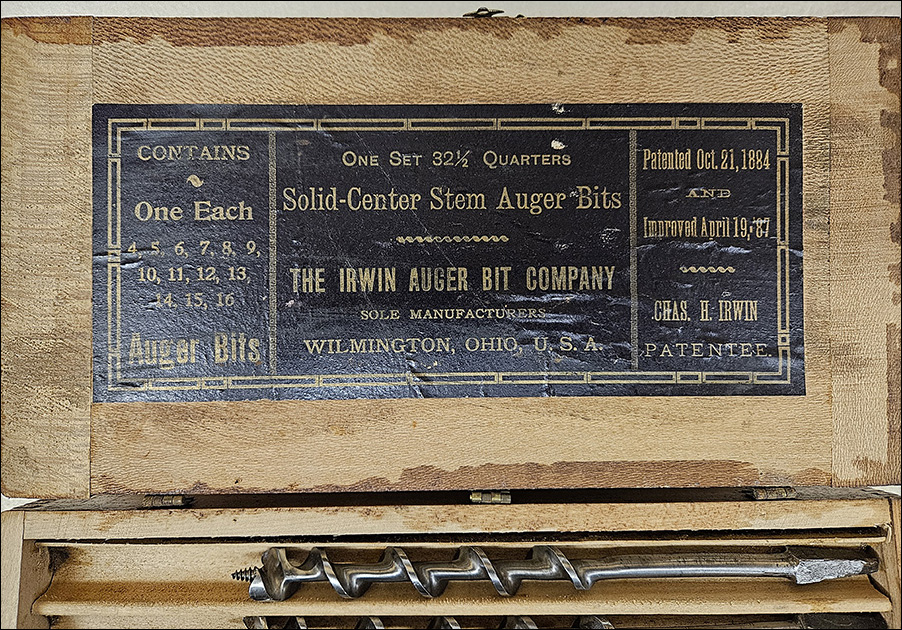 CONTAINS
One Each
4, 5, 6, 7, 8, 9,
10, 11, 12, 13,
14, 15, 16
Auger Bits
ONE SET 32½ QUARTERS
Solid-Center Stem Auger Bits
THE IRWIN AUGER BIT COMPANY
SOLE MANUFACTURERS
WILMINGTON, OHIO, U. S. A.
Patented Oct. 21, 1884
AND
Improved April 19, '87
CHAS. H. IRWIN
PATENTEE.